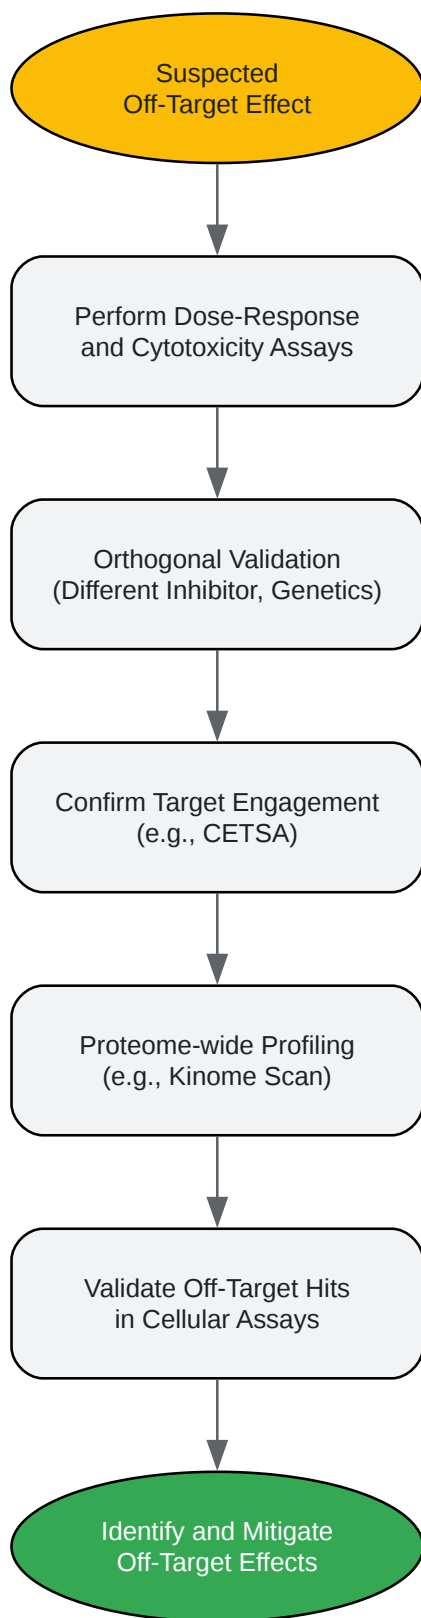 Suspected
Off-Target Effect
Perform Dose-Response
and Cytotoxicity Assays
Orthogonal Validation
(Different Inhibitor, Genetics)
Confirm Target Engagement
(e.g., CETSA)
Proteome-wide Profiling
(e.g., Kinome Scan)
Validate Off-Target Hits
in Cellular Assays
Identify and Mitigate
Off-Target Effects